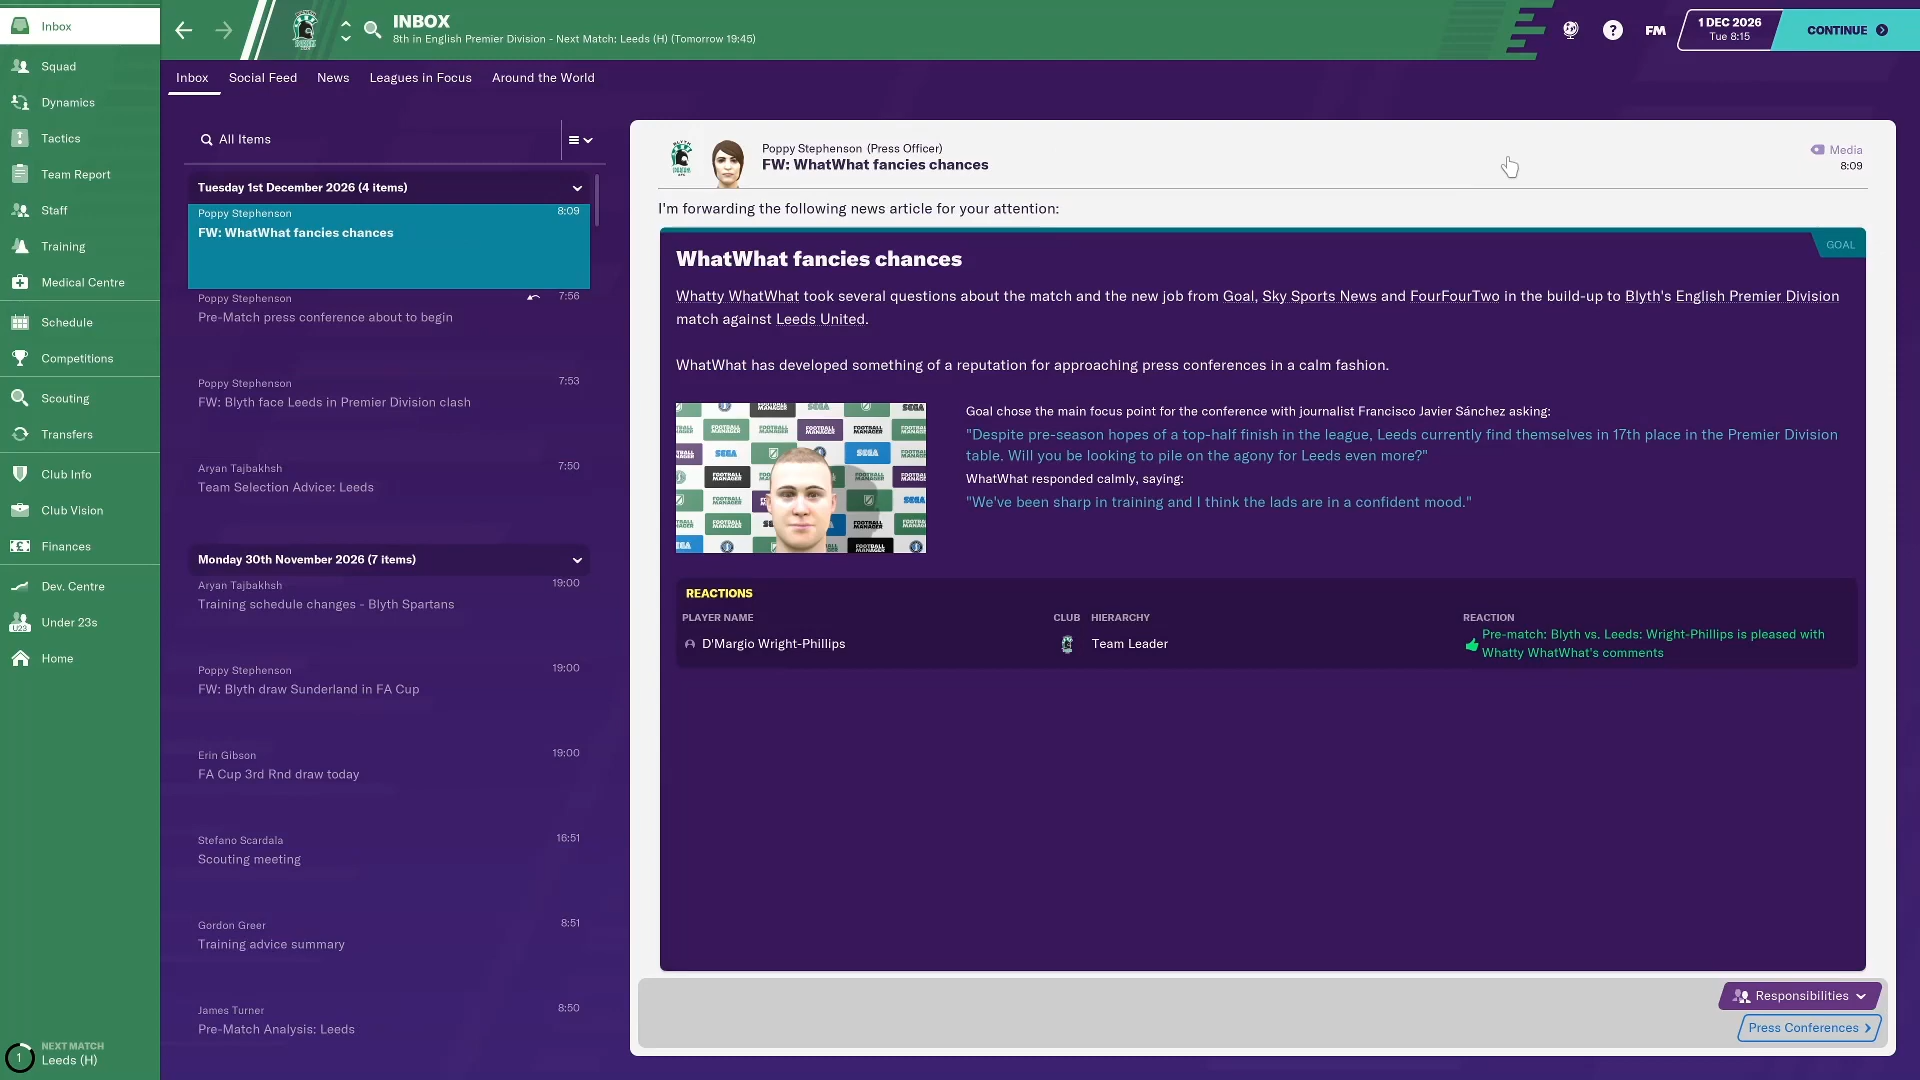 Inbox
Squad
Dynamics
Tactics
Team Report
Staff
Training
Medical Centre
Schedule
Competitions
Scouting
Transfers
Club Info
Club Vision
Finances
Dev. Centre
U23
Under 23s
Home
1
NEXT MATCH
Leeds (H)
INBOX
8th in English Premier Division - Next Match: Leeds (H) (Tomorrow 19:45)
?
FM
1 DEC 2026
Tue 8:15
CONTINUE
Inbox Social Feed News Leagues in Focus Around the World
All Items
Tuesday 1st December 2026 (4 items)
Poppy Stephenson 8:09
FW: WhatWhat fancies chances
Poppy Stephenson 7:56
Pre-Match press conference about to begin
Poppy Stephenson 7:53
FW: Blyth face Leeds in Premier Division clash
Aryan Tajbakhsh 7:50
Team Selection Advice: Leeds
Monday 30th November 2026 (7 items)
Aryan Tajbakhsh 19:00
Training schedule changes - Blyth Spartans
Poppy Stephenson 19:00
FW: Blyth draw Sunderland in FA Cup
Erin Gibson 19:00
FA Cup 3rd Rnd draw today
Stefano Scardala 16:51
Scouting meeting
Gordon Greer 8:51
Training advice summary
James Turner 8:50
Pre-Match Analysis: Leeds
Poppy Stephenson (Press Officer)
FW: WhatWhat fancies chances
Media
8:09
I'm forwarding the following news article for your attention:
GOAL
WhatWhat fancies chances
Whatty WhatWhat took several questions about the match and the new job from Goal, Sky Sports News and FourFourTwo in the build-up to Blyth's English Premier Division
match against Leeds United.
WhatWhat has developed something of a reputation for approaching press conferences in a calm fashion.
SEGA
FOOTBALL MANAGER
Goal chose the main focus point for the conference with journalist Francisco Javier Sánchez asking:
"Despite pre-season hopes of a top-half finish in the league, Leeds currently find themselves in 17th place in the Premier Division
table. Will you be looking to pile on the agony for Leeds even more?"
WhatWhat responded calmly, saying:
"We've been sharp in training and I think the lads are in a confident mood."
REACTIONS
PLAYER NAME CLUB HIERARCHY REACTION
D'Margio Wright-Phillips Team Leader Pre-match: Blyth vs. Leeds: Wright-Phillips is pleased with
Whatty WhatWhat's comments
Responsibilities
Press Conferences